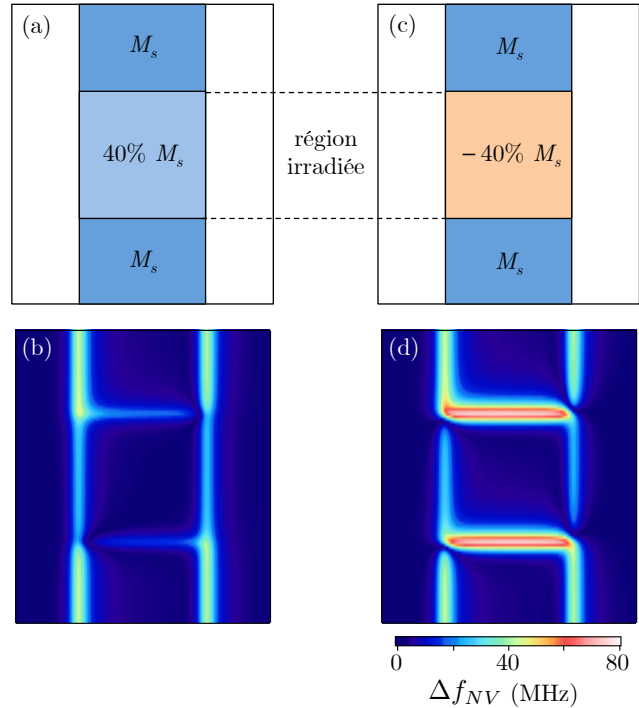 (a)
M_s
40% M_s
M_s
région
irradiée
(c)
M_s
− 40% M_s
M_s
(b)
(d)
0 40 80
Δf_NV (MHz)